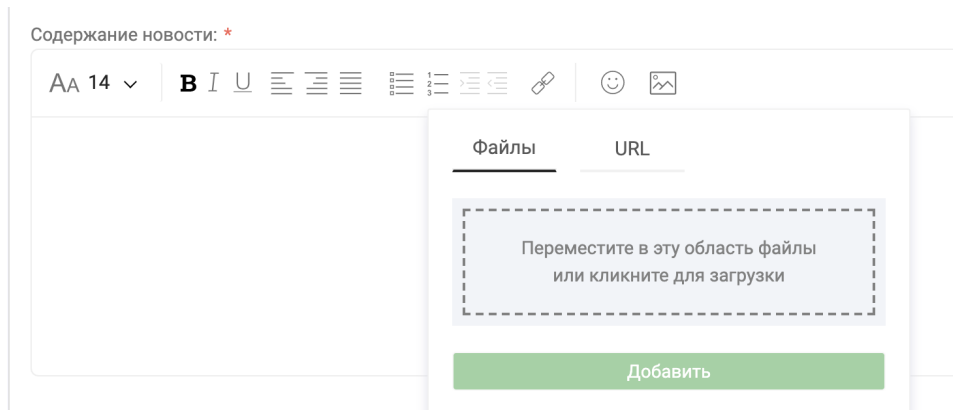 Содержание новости: *
AA 14
B I U
Файлы URL
Переместите в эту область файлы
или кликните для загрузки
Добавить